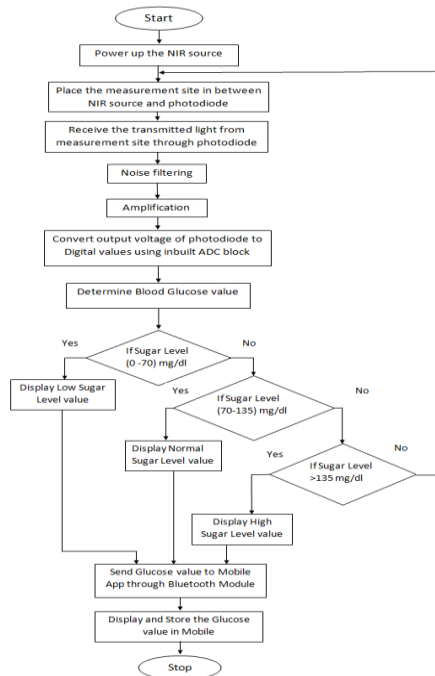 Start
Power up the NIR source
Place the measurement site in between
NIR source and photodiode
Receive the transmitted light from
measurement site through photodiode
Noise filtering
Amplification
Convert output voltage of photodiode to
Digital values using inbuilt ADC block
Determine Blood Glucose value
Yes
If Sugar Level
(0 -70) mg/dl
No
Display Low Sugar
Level value
Yes
If Sugar Level
(70-135) mg/dl
No
Display Normal
Sugar Level value
Yes
If Sugar Level
>135 mg/dl
No
Display High
Sugar Level value
Send Glucose value to Mobile
App through Bluetooth Module
Display and Store the Glucose
value in Mobile
Stop